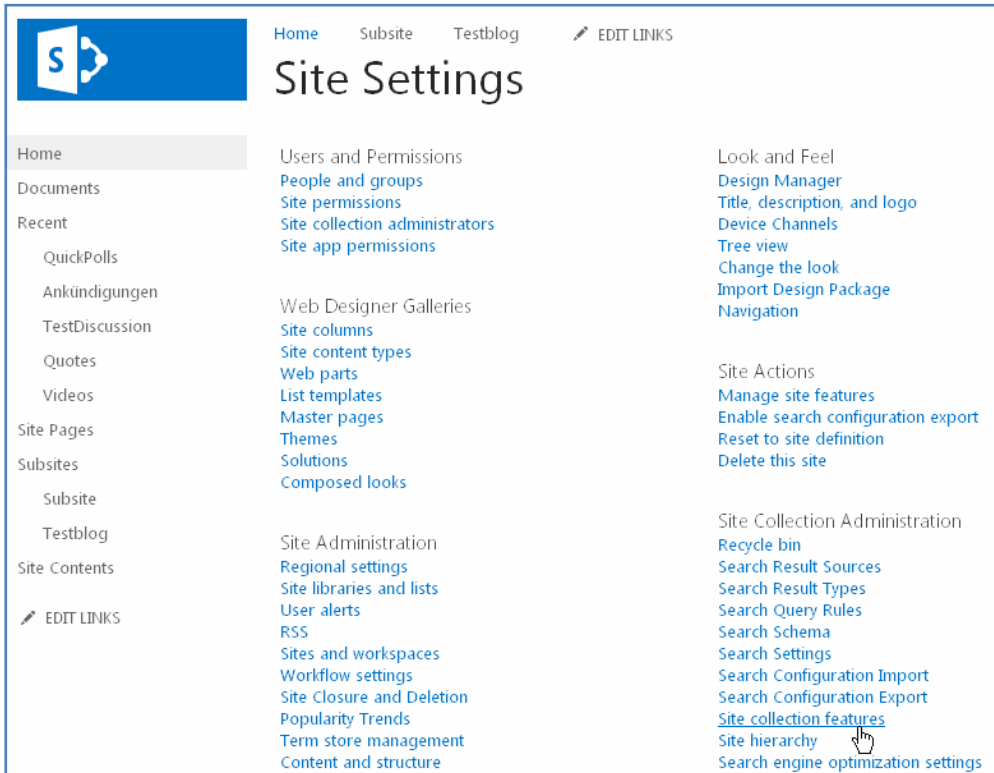 S
Home Subsite Testblog EDIT LINKS
Site Settings
Home
Documents
Recent
QuickPolls
Ankündigungen
TestDiscussion
Quotes
Videos
Site Pages
Subsites
Subsite
Testblog
Site Contents
EDIT LINKS
Users and Permissions
People and groups
Site permissions
Site collection administrators
Site app permissions
Web Designer Galleries
Site columns
Site content types
Web parts
List templates
Master pages
Themes
Solutions
Composed looks
Site Administration
Regional settings
Site libraries and lists
User alerts
RSS
Sites and workspaces
Workflow settings
Site Closure and Deletion
Popularity Trends
Term store management
Content and structure
Look and Feel
Design Manager
Title, description, and logo
Device Channels
Tree view
Change the look
Import Design Package
Navigation
Site Actions
Manage site features
Enable search configuration export
Reset to site definition
Delete this site
Site Collection Administration
Recycle bin
Search Result Sources
Search Result Types
Search Query Rules
Search Schema
Search Settings
Search Configuration Import
Search Configuration Export
Site collection features
Site hierarchy
Search engine optimization settings